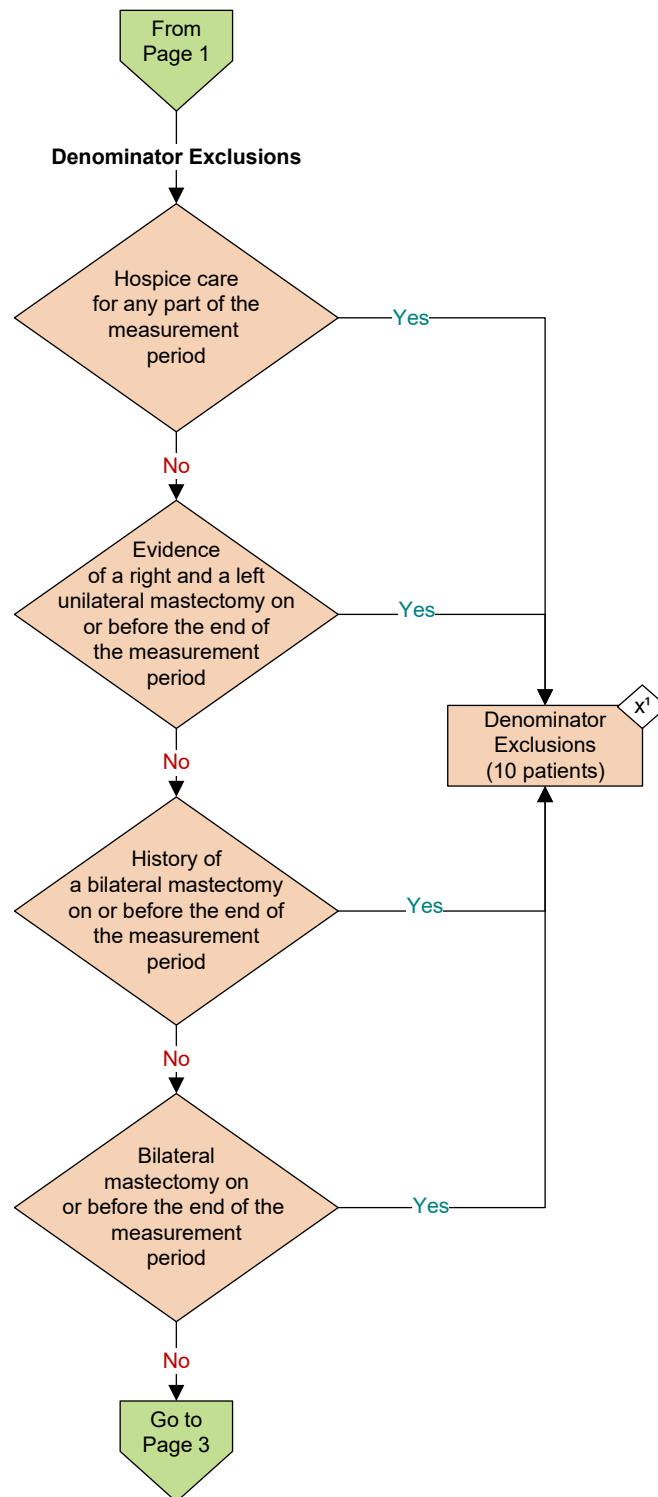 From
Page 1
Denominator Exclusions
Hospice care
for any part of the
measurement
period
Yes
No
Evidence
of a right and a left
unilateral mastectomy on
or before the end of
the measurement
period
Yes
x¹
Denominator
Exclusions
(10 patients)
No
History of
a bilateral mastectomy
on or before the end of
the measurement
period
Yes
No
Bilateral
mastectomy on
or before the end of the
measurement
period
Yes
No
Go to
Page 3